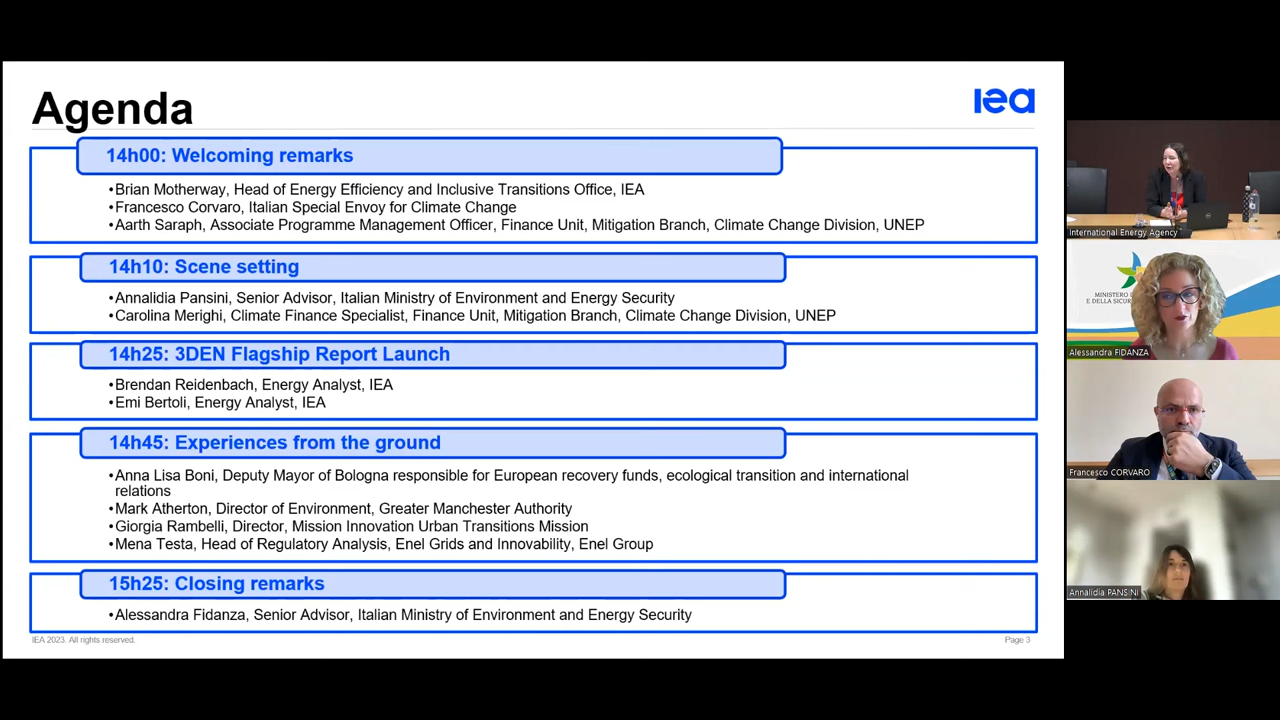 Agenda
iea
14h00: Welcoming remarks
•Brian Motherway, Head of Energy Efficiency and Inclusive Transitions Office, IEA
•Francesco Corvaro, Italian Special Envoy for Climate Change
•Aarth Saraph, Associate Programme Management Officer, Finance Unit, Mitigation Branch, Climate Change Division, UNEP
14h10: Scene setting
•Annalidia Pansini, Senior Advisor, Italian Ministry of Environment and Energy Security
•Carolina Merighi, Climate Finance Specialist, Finance Unit, Mitigation Branch, Climate Change Division, UNEP
14h25: 3DEN Flagship Report Launch
•Brendan Reidenbach, Energy Analyst, IEA
•Emi Bertoli, Energy Analyst, IEA
14h45: Experiences from the ground
•Anna Lisa Boni, Deputy Mayor of Bologna responsible for European recovery funds, ecological transition and international
relations
•Mark Atherton, Director of Environment, Greater Manchester Authority
•Giorgia Rambelli, Director, Mission Innovation Urban Transitions Mission
•Mena Testa, Head of Regulatory Analysis, Enel Grids and Innovability, Enel Group
15h25: Closing remarks
•Alessandra Fidanza, Senior Advisor, Italian Ministry of Environment and Energy Security
IEA 2023. All rights reserved.
Page 3
International Energy Agency
MINISTERO
E DELLA
Alessandra FIDANZA
Francesco CORVARO
Annalidia PANSINI